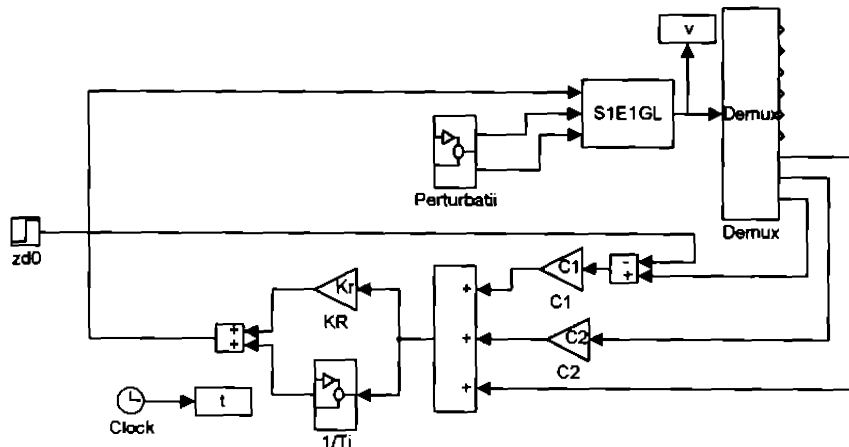 v
S1E1GL
Demux
Perturbatii
Demux
zd0
-
+
C1
C1
Kr
KR
+
+
+
+
+
C2
C2
t
Clock
1/Ti